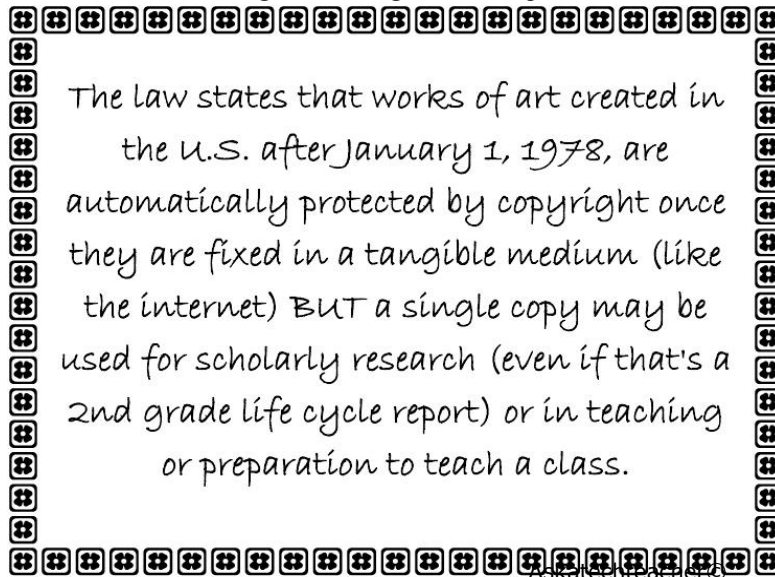 The law states that works of art created in
the U.S. after January 1, 1978, are
automatically protected by copyright once
they are fixed in a tangible medium (like
the internet) BUT a single copy may be
used for scholarly research (even if that's a
2nd grade life cycle report) or in teaching
or preparation to teach a class.
Askatechteacher©